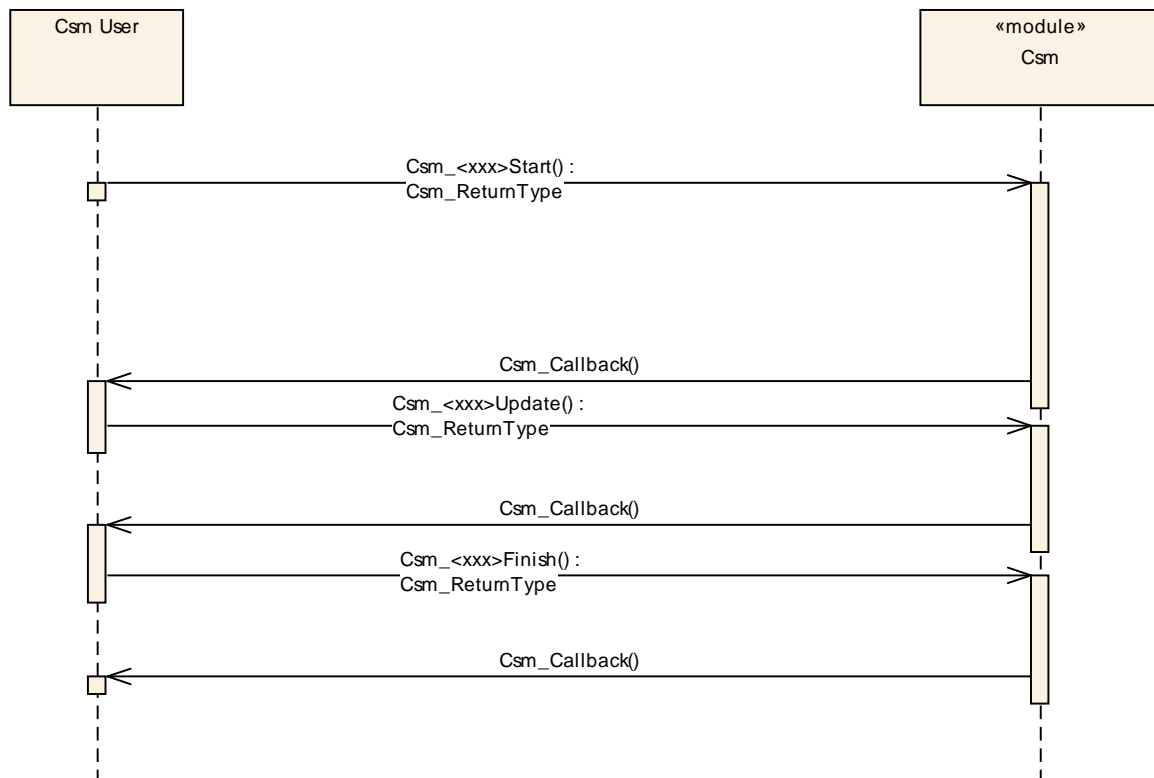 Csm User
«module»
Csm
Csm_<xxx>Start() :
Csm_ReturnType
Csm_Callback()
Csm_<xxx>Update() :
Csm_ReturnType
Csm_Callback()
Csm_<xxx>Finish() :
Csm_ReturnType
Csm_Callback()